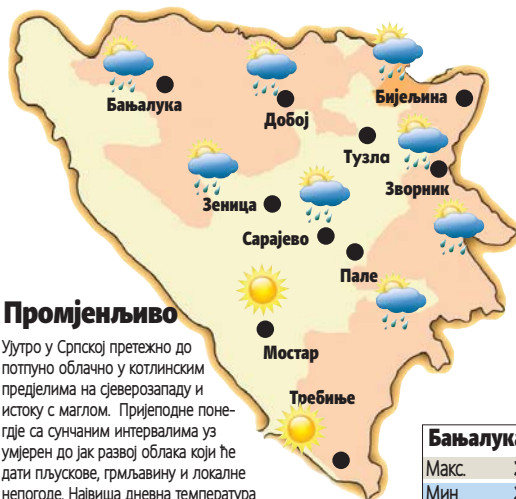 Бањалука
Добој
Бијељина
Тузла
Зворник
Зеница
Сарајево
Пале
Мостар
Требиње
Промјенљиво
Ујутро у Српској претежно до
потпуно облачно у котлинским
предјелима на сјеверозападу и
истоку с маглом. Пријеподне поне-
гдје са сунчаним интервалима уз
умјерен до јак развој облака који ће
дати пљускове, грмљавину и локалне
непогоде. Највиша дневна температура
Бањалука
Макс.
Мин.